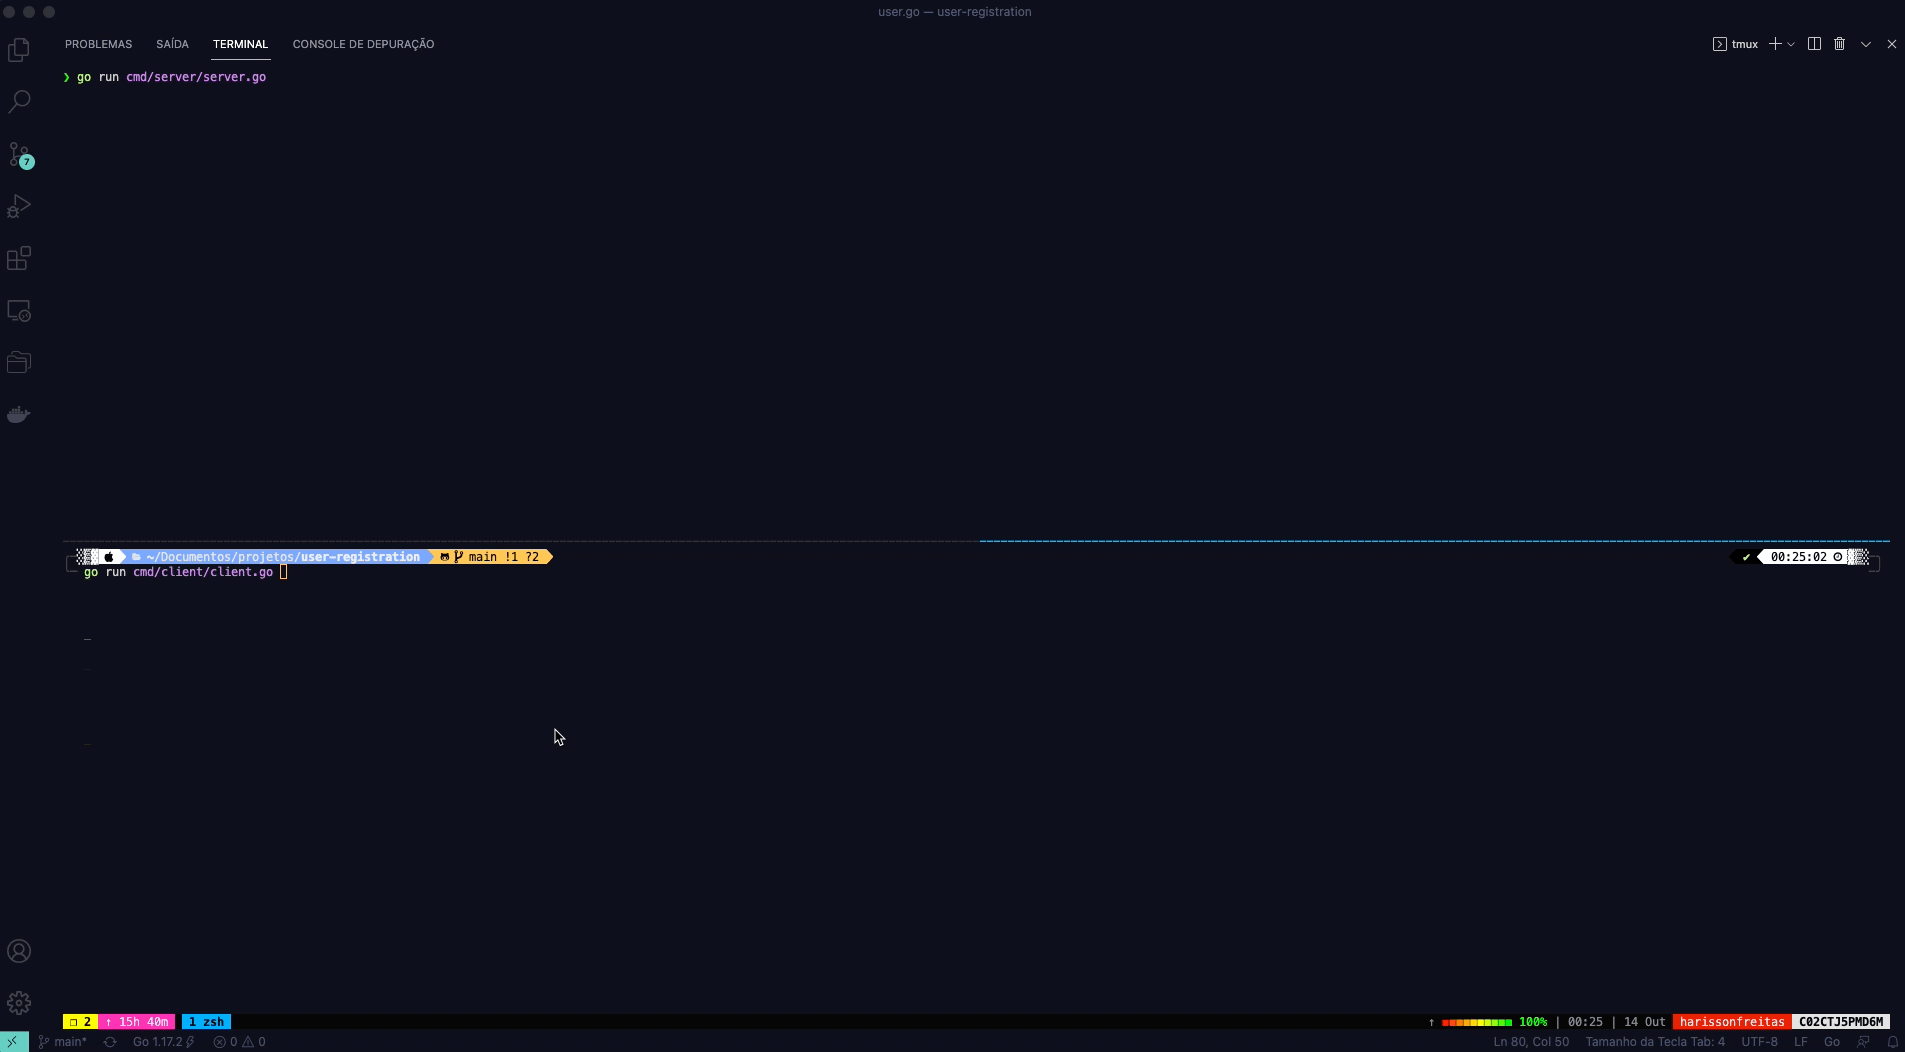 user.go — user-registration
PROBLEMAS SAÍDA TERMINAL CONSOLE DE DEPURAÇÃO tmux
❯ go run cmd/server/server.go
~/Documentos/projetos/user-registration main !1 ?2 ✔ 00:25:02
go run cmd/client/client.go
7
❐ 2 ↑ 15h 40m 1 zsh ↑ 100% | 00:25 | 14 Out harissonfreitas C02CTJ5PMD6M
main* Go 1.17.2 0 0 Ln 80, Col 50 Tamanho da Tecla Tab: 4 UTF-8 LF Go